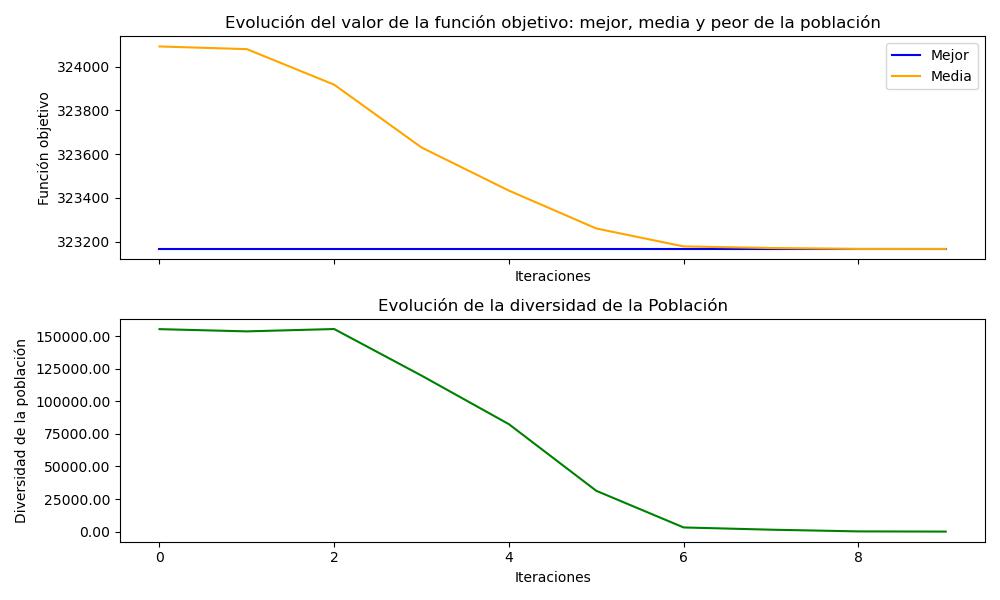 Evolución del valor de la función objetivo: mejor, media y peor de la población
Función objetivo
324000
323800
323600
323400
323200
Mejor
Media
Iteraciones
Evolución de la diversidad de la Población
Diversidad de la población
150000.00
125000.00
100000.00
75000.00
50000.00
25000.00
0.00
0 2 4 6 8
Iteraciones